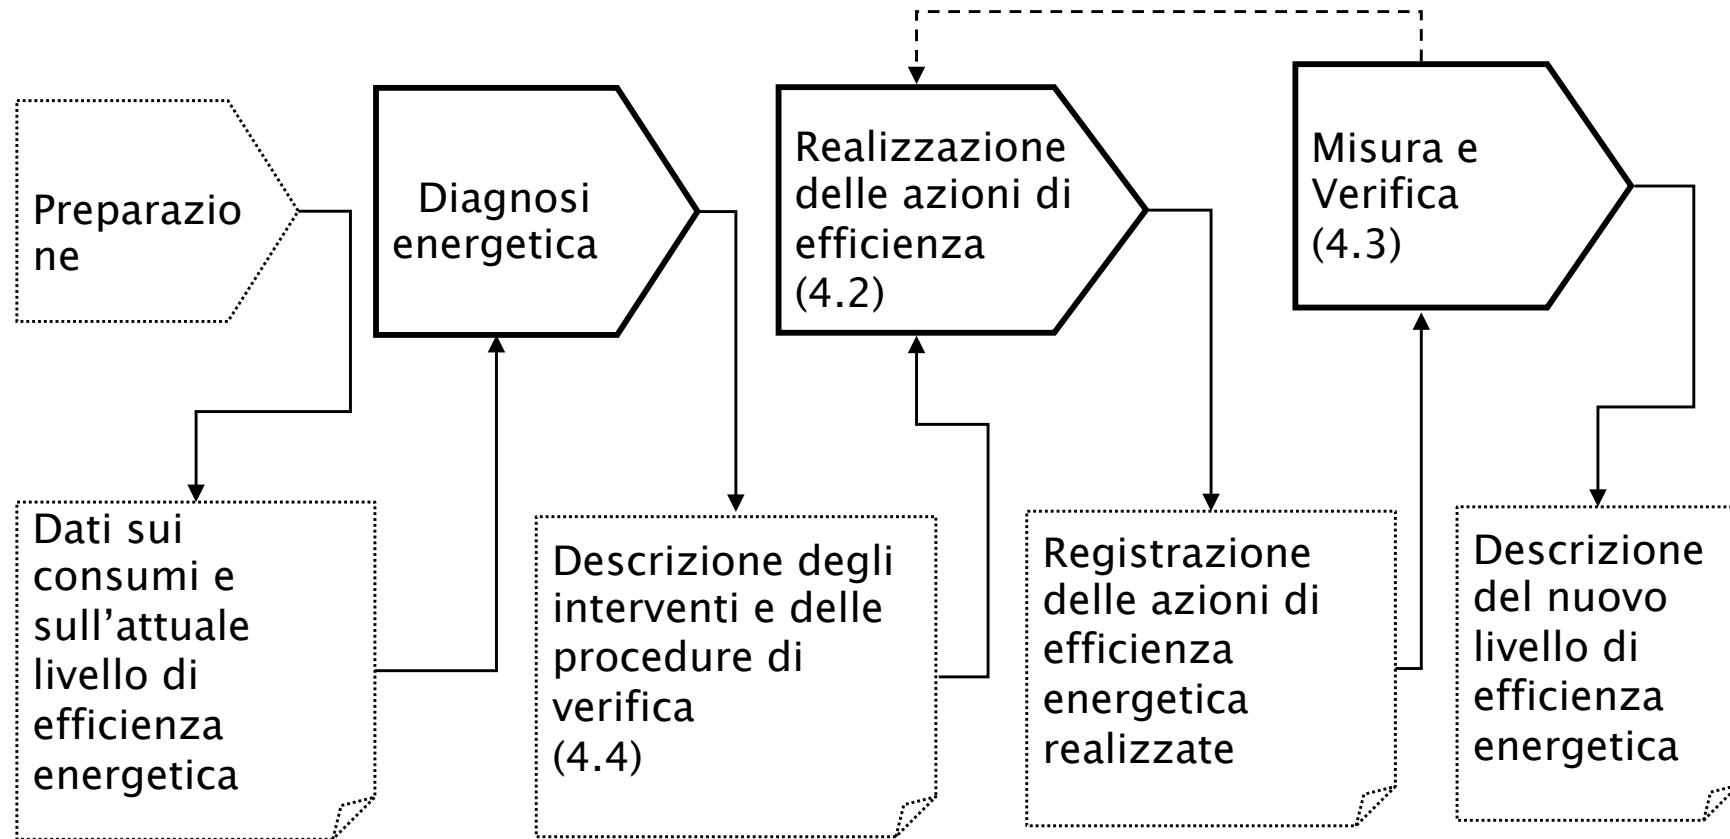 Preparazio
ne
Diagnosi
energetica
Realizzazione
delle azioni di
efficienza
(4.2)
Misura e
Verifica
(4.3)
Dati sui
consumi e
sull'attuale
livello di
efficienza
energetica
Descrizione degli
interventi e delle
procedure di
verifica
(4.4)
Registrazione
delle azioni di
efficienza
energetica
realizzate
Descrizione
del nuovo
livello di
efficienza
energetica